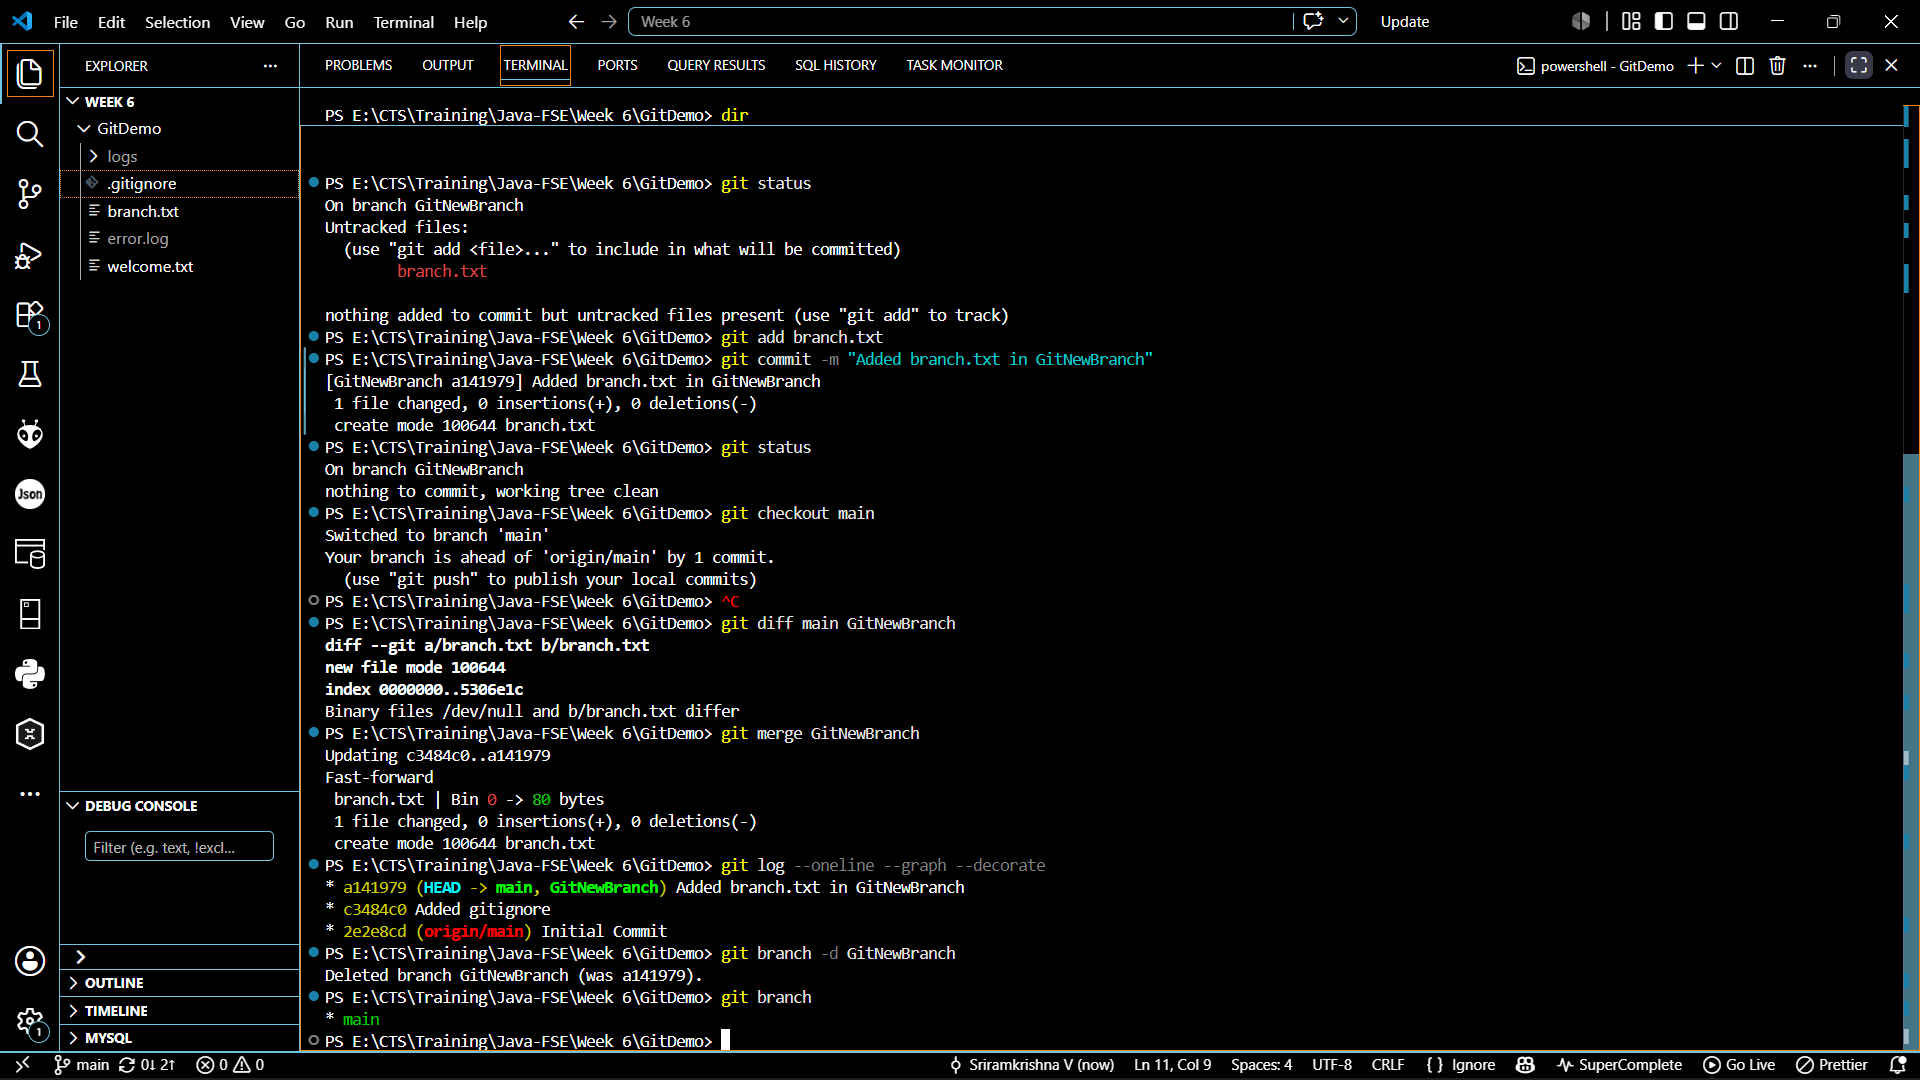 File Edit Selection View Go Run Terminal Help
Week 6
Update
EXPLORER
PROBLEMS OUTPUT TERMINAL PORTS QUERY RESULTS SQL HISTORY TASK MONITOR
powershell - GitDemo
WEEK 6
GitDemo
logs
.gitignore
branch.txt
error.log
welcome.txt
1
Json
DEBUG CONSOLE
Filter (e.g. text, !excl...
OUTLINE
TIMELINE
MYSQL
1
PS E:\CTS\Training\Java-FSE\Week 6\GitDemo> dir
PS E:\CTS\Training\Java-FSE\Week 6\GitDemo> git status
On branch GitNewBranch
Untracked files:
  (use "git add <file>..." to include in what will be committed)
        branch.txt
nothing added to commit but untracked files present (use "git add" to track)
PS E:\CTS\Training\Java-FSE\Week 6\GitDemo> git add branch.txt
PS E:\CTS\Training\Java-FSE\Week 6\GitDemo> git commit -m "Added branch.txt in GitNewBranch"
[GitNewBranch a141979] Added branch.txt in GitNewBranch
 1 file changed, 0 insertions(+), 0 deletions(-)
 create mode 100644 branch.txt
PS E:\CTS\Training\Java-FSE\Week 6\GitDemo> git status
On branch GitNewBranch
nothing to commit, working tree clean
PS E:\CTS\Training\Java-FSE\Week 6\GitDemo> git checkout main
Switched to branch 'main'
Your branch is ahead of 'origin/main' by 1 commit.
  (use "git push" to publish your local commits)
PS E:\CTS\Training\Java-FSE\Week 6\GitDemo> ^C
PS E:\CTS\Training\Java-FSE\Week 6\GitDemo> git diff main GitNewBranch
diff --git a/branch.txt b/branch.txt
new file mode 100644
index 0000000..5306e1c
Binary files /dev/null and b/branch.txt differ
PS E:\CTS\Training\Java-FSE\Week 6\GitDemo> git merge GitNewBranch
Updating c3484c0..a141979
Fast-forward
 branch.txt | Bin 0 -> 80 bytes
 1 file changed, 0 insertions(+), 0 deletions(-)
 create mode 100644 branch.txt
PS E:\CTS\Training\Java-FSE\Week 6\GitDemo> git log --oneline --graph --decorate
* a141979 (HEAD -> main, GitNewBranch) Added branch.txt in GitNewBranch
* c3484c0 Added gitignore
* 2e2e8cd (origin/main) Initial Commit
PS E:\CTS\Training\Java-FSE\Week 6\GitDemo> git branch -d GitNewBranch
Deleted branch GitNewBranch (was a141979).
PS E:\CTS\Training\Java-FSE\Week 6\GitDemo> git branch
* main
PS E:\CTS\Training\Java-FSE\Week 6\GitDemo>
main 0↓ 2↑ 0 0 Sriramkrishna V (now) Ln 11, Col 9 Spaces: 4 UTF-8 CRLF {} Ignore SuperComplete Go Live Prettier